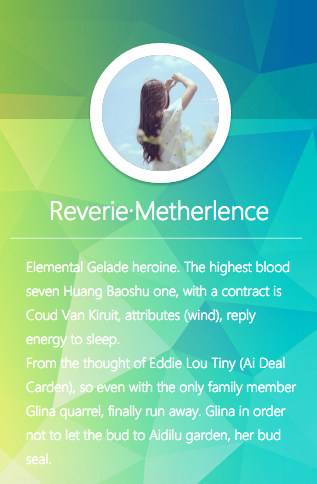 Reverie·Metherlence
Elemental Gelade heroine. The highest blood
seven Huang Baoshu one, with a contract is
Coud Van Kiruit, attributes (wind), reply
energy to sleep.
From the thought of Eddie Lou Tiny (Ai Deal
Carden), so even with the only family member
Glina quarrel, finally run away. Glina in order
not to let the bud to Aidilu garden, her bud
seal.